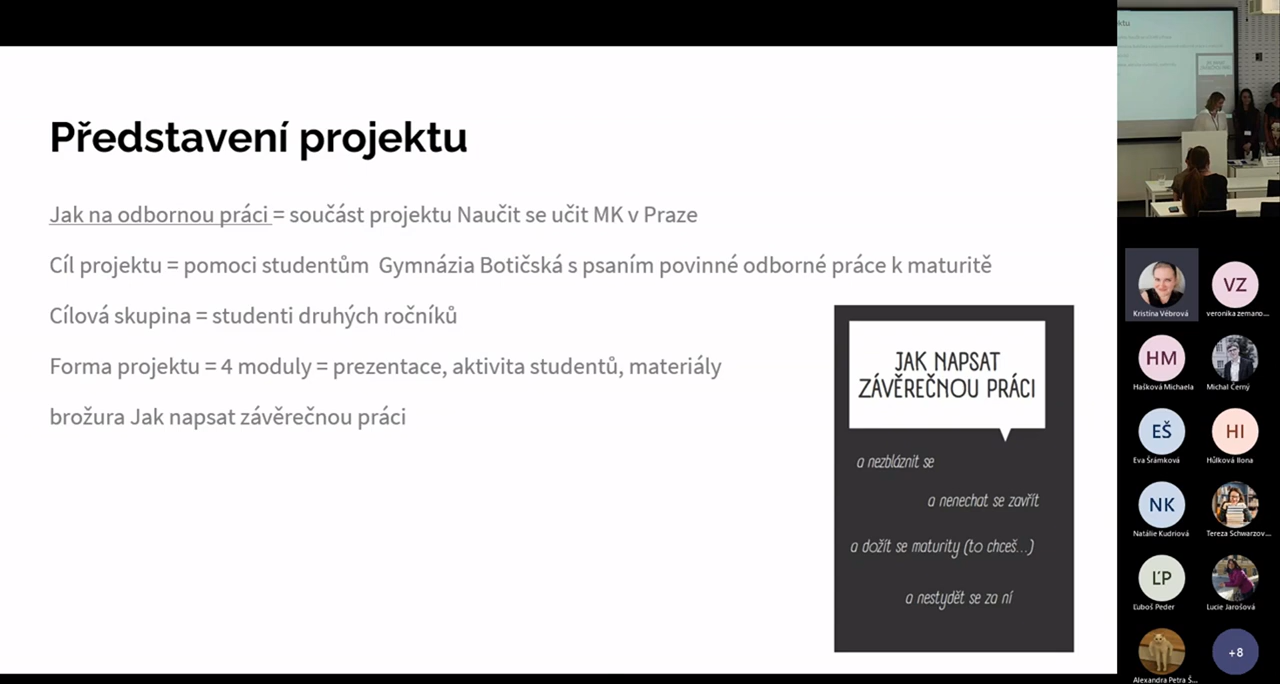 Představení projektu
Jak na odbornou práci = součást projektu Naučit se učit MK v Praze
Cíl projektu = pomoci studentům  Gymnázia Botičská s psaním povinné odborné práce k maturitě
Cílová skupina = studenti druhých ročníků
Forma projektu = 4 moduly = prezentace, aktivita studentů, materiály
brožura Jak napsat závěrečnou práci
JAK NAPSAT
ZÁVĚREČNOU PRÁCI
a nezbláznit se
a nenechat se zavřít
a dožít se maturity (to chceš...)
a nestydět se za ní
Kristína Vébrová
VZ
veronika zemano...
HM
Hašková Michaela
Michal Černý
EŠ
Eva Šrámková
HI
Hůlková Ilona
NK
Natálie Kudriová
Tereza Schwarzov...
ĽP
Ľuboš Peder
Lucie Jarošová
Alexandra Petra Š...
+8